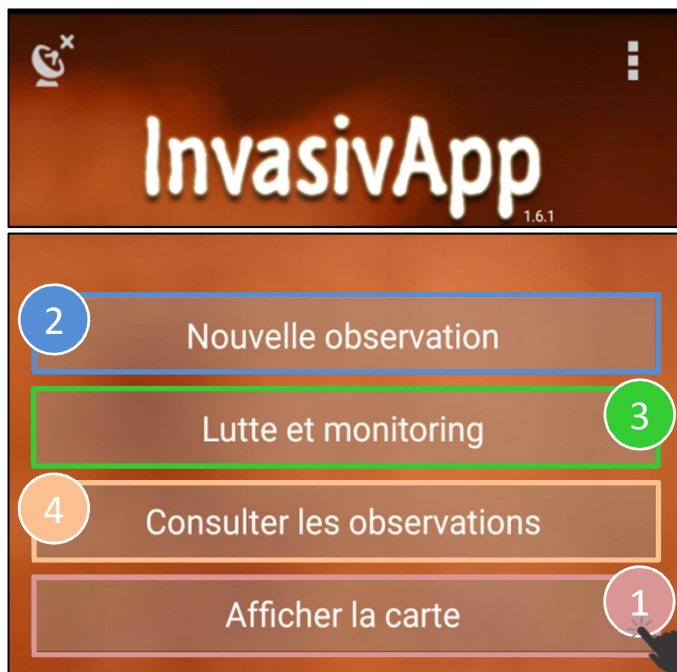 InvasivApp
1.6.1
2
Nouvelle observation
Lutte et monitoring
3
4
Consulter les observations
Afficher la carte
1